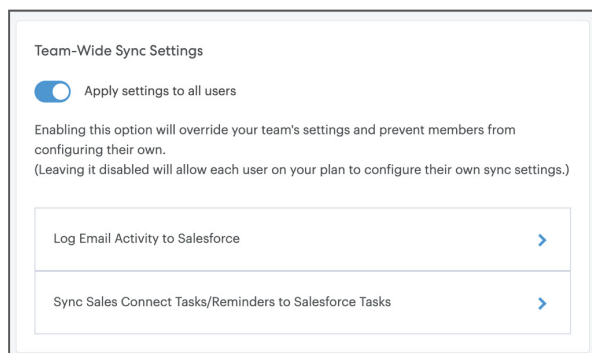 Team-Wide Sync Settings
Apply settings to all users
Enabling this option will override your team's settings and prevent members from
configuring their own.
(Leaving it disabled will allow each user on your plan to configure their own sync settings.)
Log Email Activity to Salesforce
Sync Sales Connect Tasks/Reminders to Salesforce Tasks